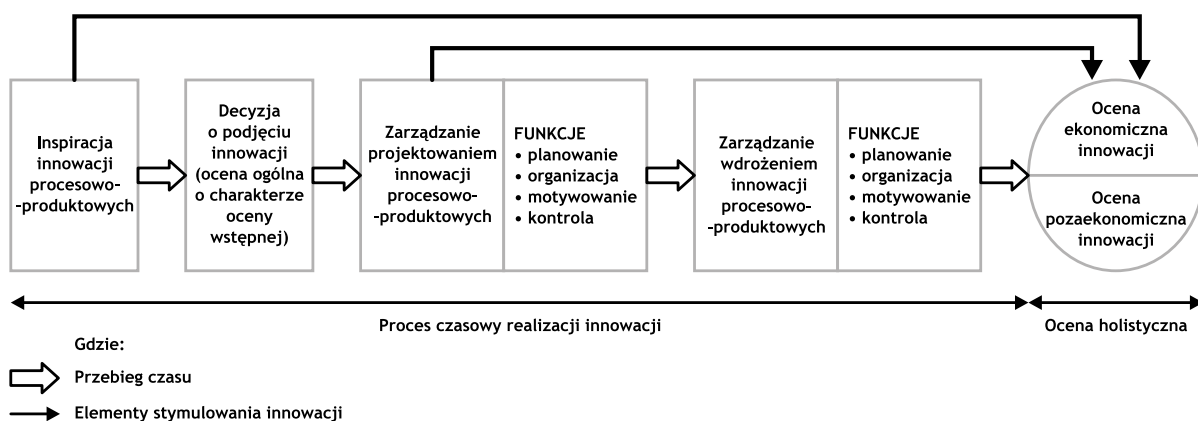 Inspiracja
innowacji
procesowo-
-produktowych
Decyzja
o podjęciu
innowacji
(ocena ogólna
o charakterze
oceny
wstępnej)
Zarządzanie
projektowaniem
innowacji
procesowo-
-produktowych
FUNKCJE
• planowanie
• organizacja
• motywowanie
• kontrola
Zarządzanie
wdrożeniem
innowacji
procesowo-
-produktowych
FUNKCJE
• planowanie
• organizacja
• motywowanie
• kontrola
Ocena
ekonomiczna
innowacji
Ocena
pozaekonomiczna
innowacji
Proces czasowy realizacji innowacji
Ocena holistyczna
Gdzie:
Przebieg czasu
Elementy stymulowania innowacji